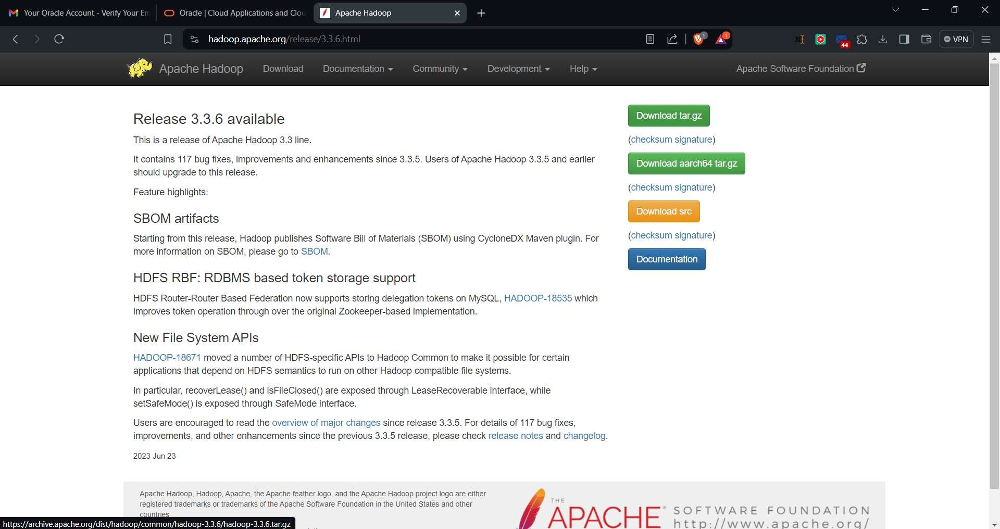 Your Oracle Account - Verify Your Em
Oracle | Cloud Applications and Clou
Apache Hadoop
hadoop.apache.org/release/3.3.6.html
1
1
44
VPN
Apache Hadoop
Download
Documentation
Community
Development
Help
Apache Software Foundation
Release 3.3.6 available
This is a release of Apache Hadoop 3.3 line.
It contains 117 bug fixes, improvements and enhancements since 3.3.5. Users of Apache Hadoop 3.3.5 and earlier
should upgrade to this release.
Feature highlights:
SBOM artifacts
Starting from this release, Hadoop publishes Software Bill of Materials (SBOM) using CycloneDX Maven plugin. For
more information on SBOM, please go to SBOM.
HDFS RBF: RDBMS based token storage support
HDFS Router-Router Based Federation now supports storing delegation tokens on MySQL, HADOOP-18535 which
improves token operation through over the original Zookeeper-based implementation.
New File System APIs
HADOOP-18671 moved a number of HDFS-specific APIs to Hadoop Common to make it possible for certain
applications that depend on HDFS semantics to run on other Hadoop compatible file systems.
In particular, recoverLease() and isFileClosed() are exposed through LeaseRecoverable interface, while
setSafeMode() is exposed through SafeMode interface.
Users are encouraged to read the overview of major changes since release 3.3.5. For details of 117 bug fixes,
improvements, and other enhancements since the previous 3.3.5 release, please check release notes and changelog.
2023 Jun 23
Download tar.gz
(checksum signature)
Download aarch64 tar.gz
(checksum signature)
Download src
(checksum signature)
Documentation
Apache Hadoop, Hadoop, Apache, the Apache feather logo, and the Apache Hadoop project logo are either
registered trademarks or trademarks of the Apache Software Foundation in the United States and other
countries
THE
APACHE®
SOFTWARE FOUNDATION
http://www.apache.org/
https://archive.apache.org/dist/hadoop/common/hadoop-3.3.6/hadoop-3.3.6.tar.gz